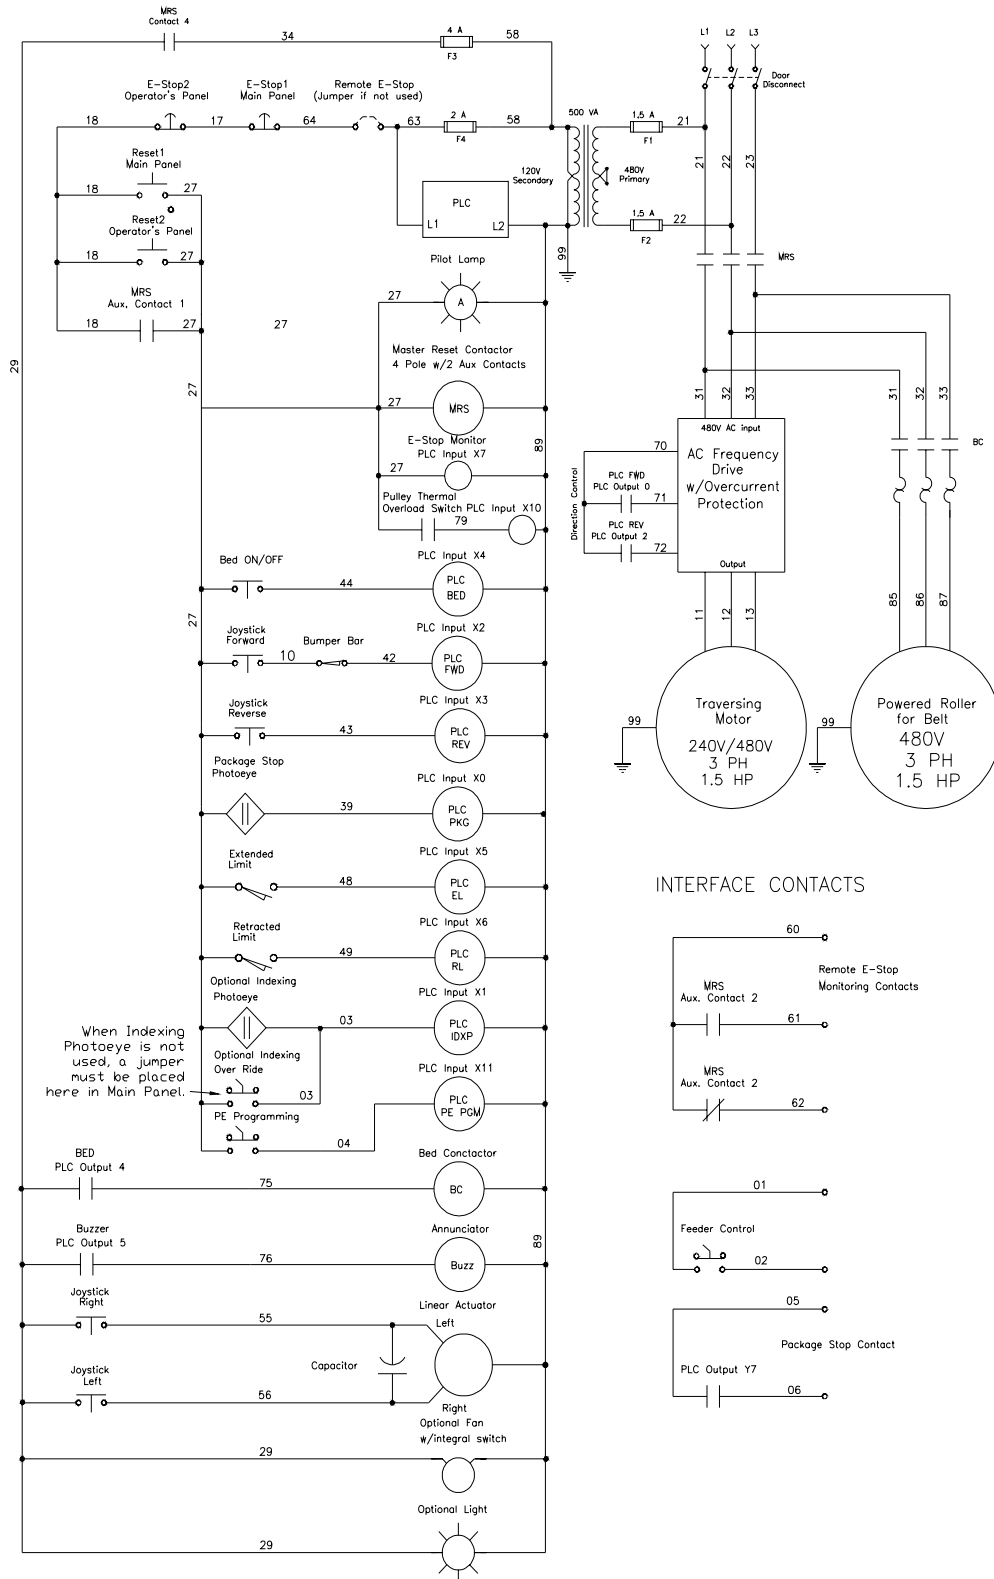 MRS
Contact 4
34
4 A
F3
58
L1
L2
L3
Door
Disconnect
E-Stop2
Operator's Panel
E-Stop1
Main Panel
Remote E-Stop
(Jumper if not used)
18
17
64
63
2 A
F4
58
500 VA
1.5 A
F1
21
21
22
23
120V
Secondary
480V
Primary
Reset1
Main Panel
18
27
PLC
L1
L2
1.5 A
F2
22
Reset2
Operator's Panel
18
27
99
MRS
Pilot Lamp
27
A
MRS
Aux. Contact 1
18
27
27
29
27
Master Reset Contactor
4 Pole w/2 Aux Contacts
27
MRS
89
31
32
33
31
32
33
BC
480V AC input
AC Frequency
Drive
w/Overcurrent
Protection
Output
E-Stop Monitor
PLC Input X7
27
Pulley Thermal
Overload Switch PLC Input X10
79
Direction Control
70
PLC FWD
PLC Output 0
71
PLC REV
PLC Output 2
72
Bed ON/OFF
44
PLC Input X4
PLC
BED
11
12
13
85
86
87
27
Joystick
Forward
10
Bumper Bar
42
PLC Input X2
PLC
FWD
Joystick
Reverse
43
PLC Input X3
PLC
REV
99
Traversing
Motor
240V/480V
3 PH
1.5 HP
99
Powered Roller
for Belt
480V
3 PH
1.5 HP
Package Stop
Photoeye
39
PLC Input X0
PLC
PKG
Extended
Limit
48
PLC Input X5
PLC
EL
INTERFACE CONTACTS
Retracted
Limit
49
PLC Input X6
PLC
RL
60
Remote E-Stop
Monitoring Contacts
MRS
Aux. Contact 2
61
MRS
Aux. Contact 2
62
Optional Indexing
Photoeye
03
PLC Input X1
PLC
IDXP
When Indexing
Photoeye is not
used, a jumper
must be placed
here in Main Panel.
Optional Indexing
Over Ride
03
PE Programming
04
PLC Input X11
PLC
PE PGM
BED
PLC Output 4
75
Bed Conctactor
BC
01
Feeder Control
02
Buzzer
PLC Output 5
76
Annunciator
Buzz
89
Joystick
Right
55
Linear Actuator
Left
05
Package Stop Contact
PLC Output Y7
06
Capacitor
Joystick
Left
56
Right
Optional Fan
w/integral switch
29
Optional Light
29